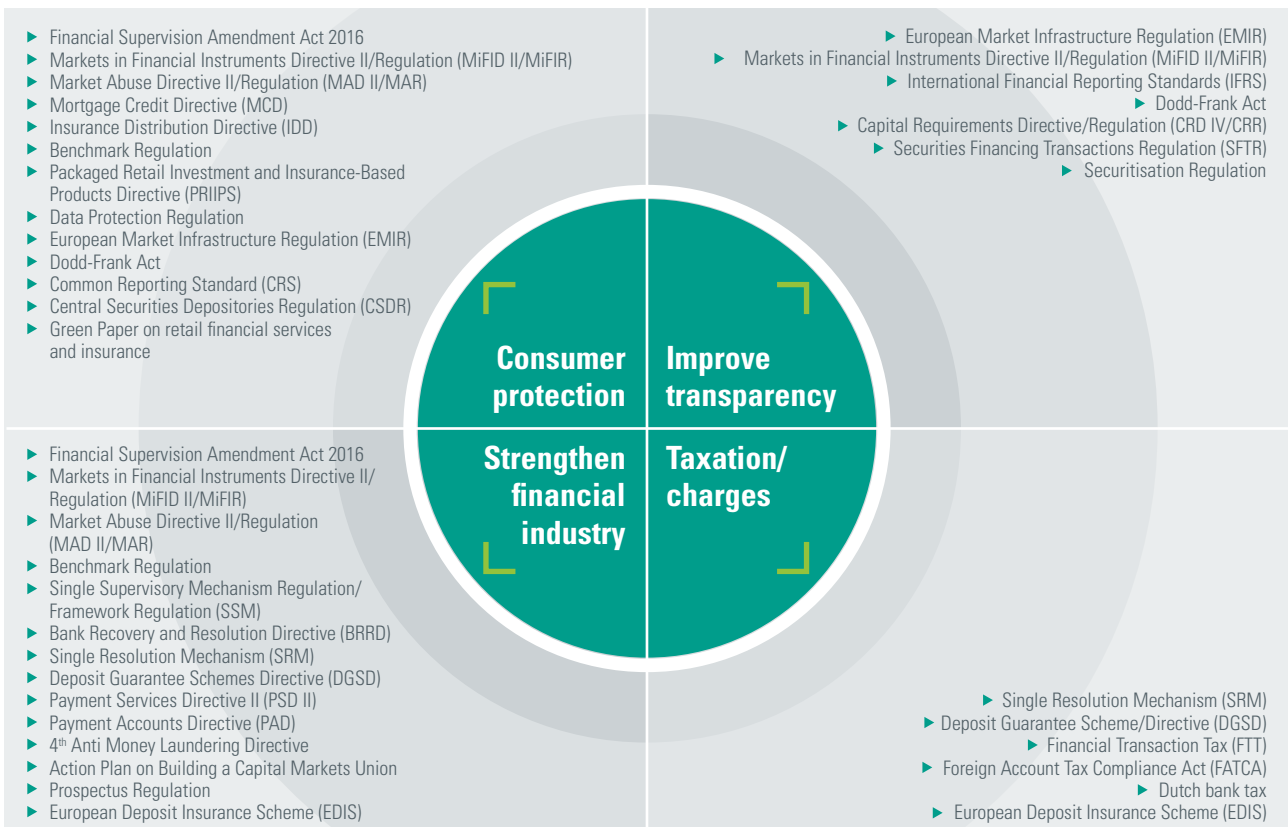 Financial Supervision Amendment Act 2016
Markets in Financial Instruments Directive II/Regulation (MiFID II/MiFIR)
Market Abuse Directive II/Regulation (MAD II/MAR)
Mortgage Credit Directive (MCD)
Insurance Distribution Directive (IDD)
Benchmark Regulation
Packaged Retail Investment and Insurance-Based
Products Directive (PRIIPS)
Data Protection Regulation
European Market Infrastructure Regulation (EMIR)
Dodd-Frank Act
Common Reporting Standard (CRS)
Central Securities Depositories Regulation (CSDR)
Green Paper on retail financial services
and insurance
European Market Infrastructure Regulation (EMIR)
Markets in Financial Instruments Directive II/Regulation (MiFID II/MiFIR)
International Financial Reporting Standards (IFRS)
Dodd-Frank Act
Capital Requirements Directive/Regulation (CRD IV/CRR)
Securities Financing Transactions Regulation (SFTR)
Securitisation Regulation
Consumer
protection
Improve
transparency
Strengthen
financial
industry
Taxation/
charges
Financial Supervision Amendment Act 2016
Markets in Financial Instruments Directive II/
Regulation (MiFID II/MiFIR)
Market Abuse Directive II/Regulation
(MAD II/MAR)
Benchmark Regulation
Single Supervisory Mechanism Regulation/
Framework Regulation (SSM)
Bank Recovery and Resolution Directive (BRRD)
Single Resolution Mechanism (SRM)
Deposit Guarantee Schemes Directive (DGSD)
Payment Services Directive II (PSD II)
Payment Accounts Directive (PAD)
4th Anti Money Laundering Directive
Action Plan on Building a Capital Markets Union
Prospectus Regulation
European Deposit Insurance Scheme (EDIS)
Single Resolution Mechanism (SRM)
Deposit Guarantee Scheme/Directive (DGSD)
Financial Transaction Tax (FTT)
Foreign Account Tax Compliance Act (FATCA)
Dutch bank tax
European Deposit Insurance Scheme (EDIS)